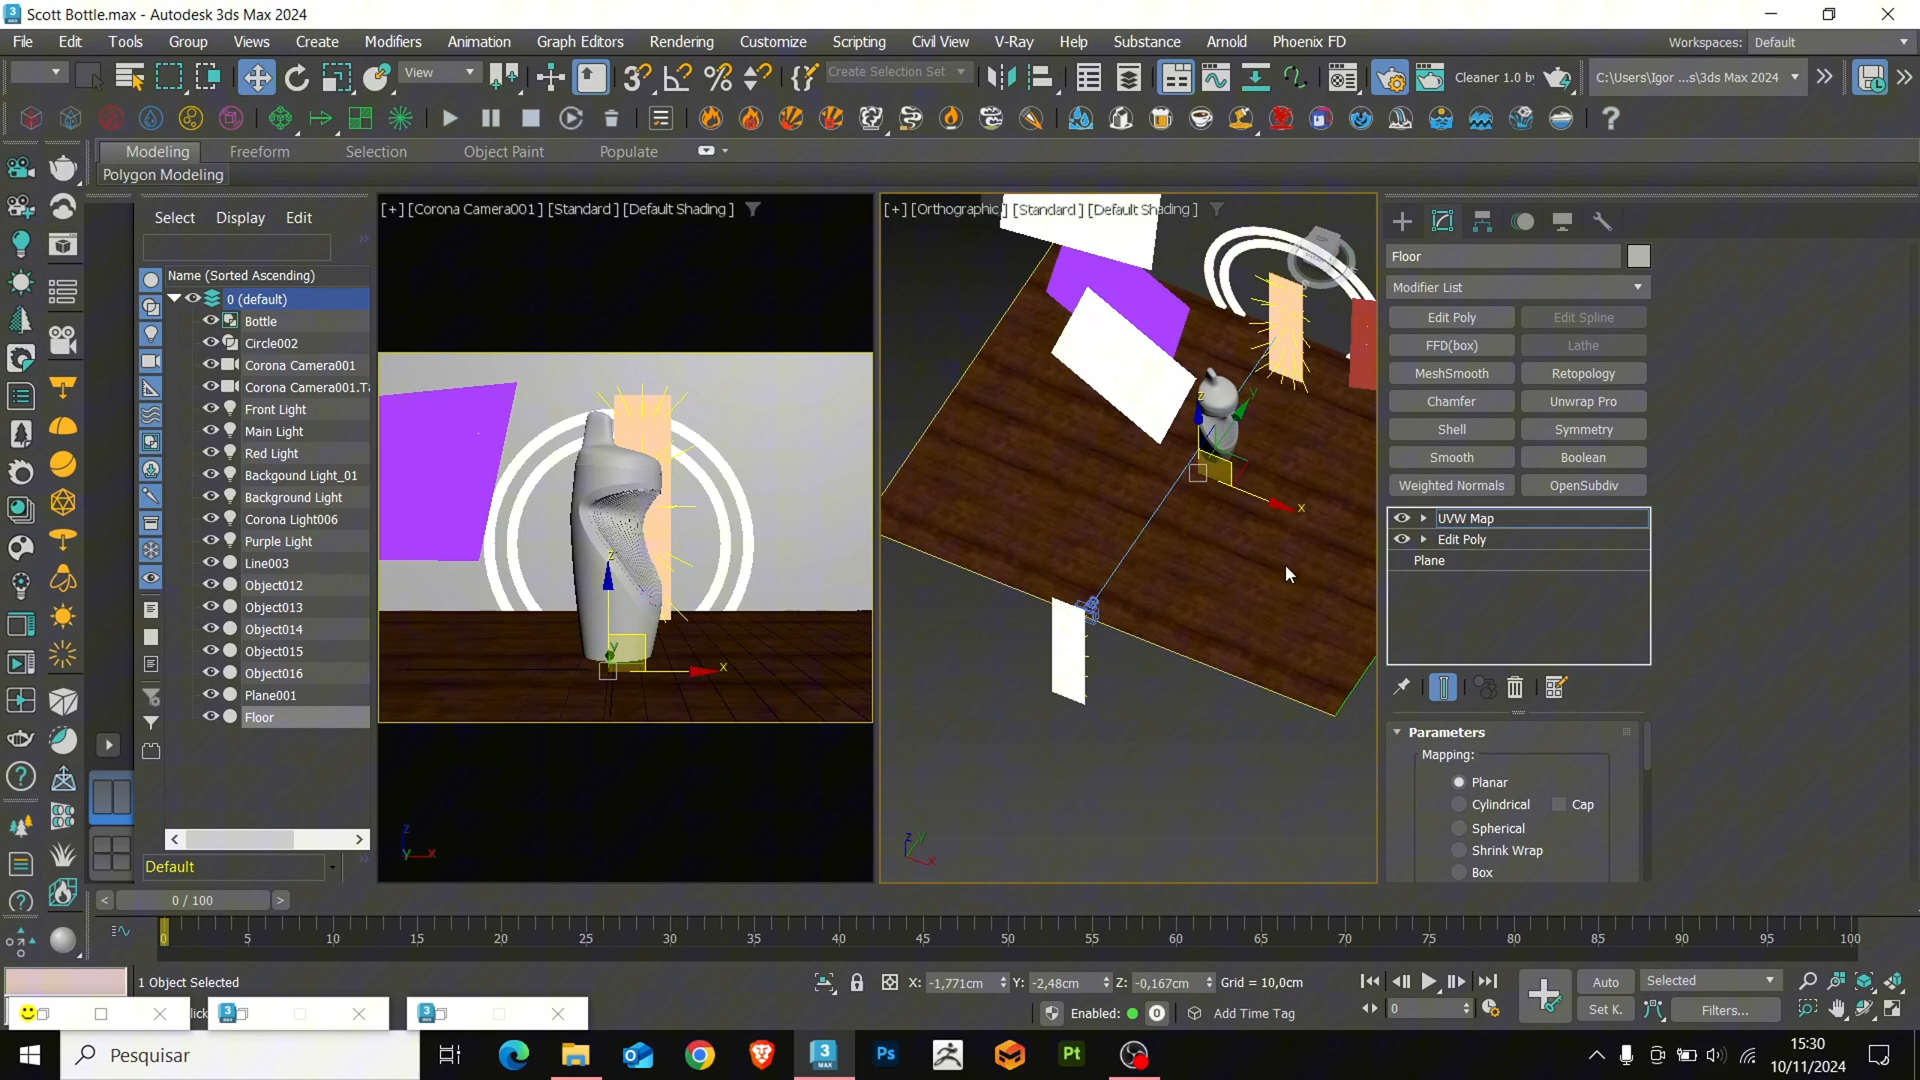 Scott Bottle.max - Autodesk 3ds Max 2024
File Edit Tools Group Views Create Modifiers Animation Graph Editors Rendering Customize Scripting Civil View V-Ray Help Substance Arnold Phoenix FD Workspaces: Default
View Create Selection Set Cleaner 1.0 by C:\Users\Igor ...s\3ds Max 2024
Modeling Freeform Selection Object Paint Populate
Polygon Modeling
Select Display Edit
Name (Sorted Ascending)
0 (default)
Bottle
Circle002
Corona Camera001
Corona Camera001.Ta
Front Light
Main Light
Red Light
Backgound Light_01
Background Light
Corona Light006
Purple Light
Line003
Object012
Object013
Object014
Object015
Object016
Plane001
Floor
Default
[+] [Corona Camera001 ] [Standard ] [Default Shading ]
z
y
x
z
y x
[+] [Orthographic ] [Standard ] [Default Shading ]
z y
x
z y
x
Floor
Modifier List
Edit Poly Edit Spline
FFD(box) Lathe
MeshSmooth Retopology
Chamfer Unwrap Pro
Shell Symmetry
Smooth Boolean
Weighted Normals OpenSubdiv
UVW Map
Edit Poly
Plane
Parameters
Mapping:
Planar
Cylindrical Cap
Spherical
Shrink Wrap
Box
< 0 / 100 >
0 5 10 15 20 25 30 35 40 45 50 55 60 65 70 75 80 85 90 95 100
1 Object Selected X: -1,771cm Y: -2,48cm Z: -0,167cm Grid = 10,0cm Auto Selected
Enabled: 0 Add Time Tag 0 Set K. Filters...
Pesquisar
3 MAX Ps Pt
15:30
10/11/2024